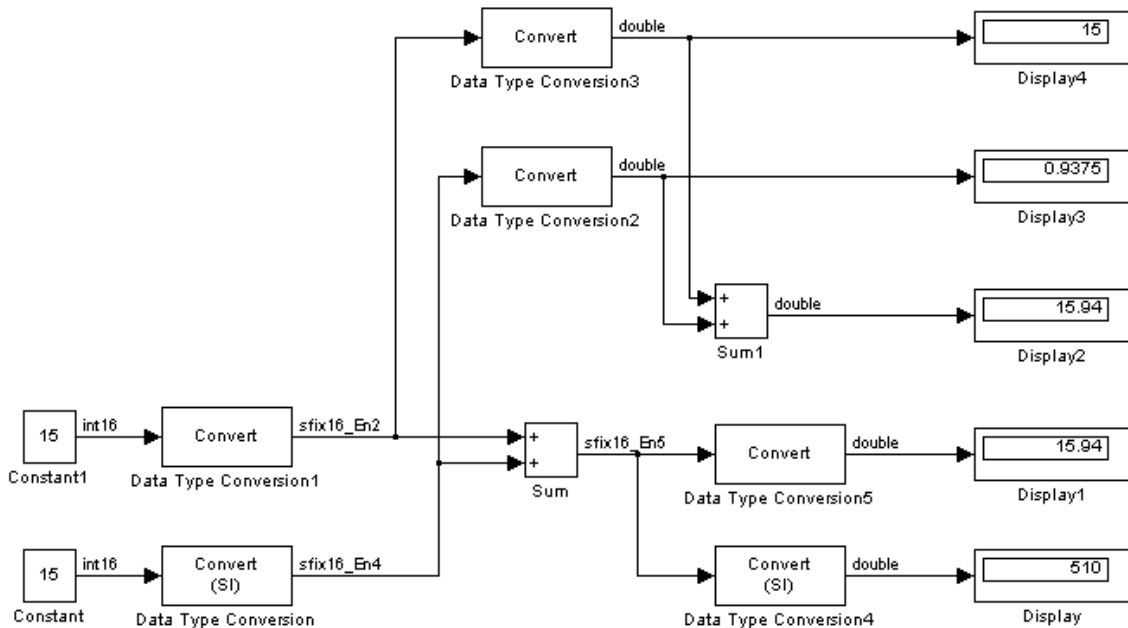 Convert
double
15
Data Type Conversion3
Display4
Convert
double
0.9375
Data Type Conversion2
Display3
+
+
double
15.94
Sum1
Display2
15
int16
Convert
sfix16_En2
+
+
sfix16_En5
Convert
double
15.94
Constant1
Data Type Conversion1
Sum
Data Type Conversion5
Display1
15
int16
Convert
(SI)
sfix16_En4
Convert
(SI)
double
510
Constant
Data Type Conversion
Data Type Conversion4
Display